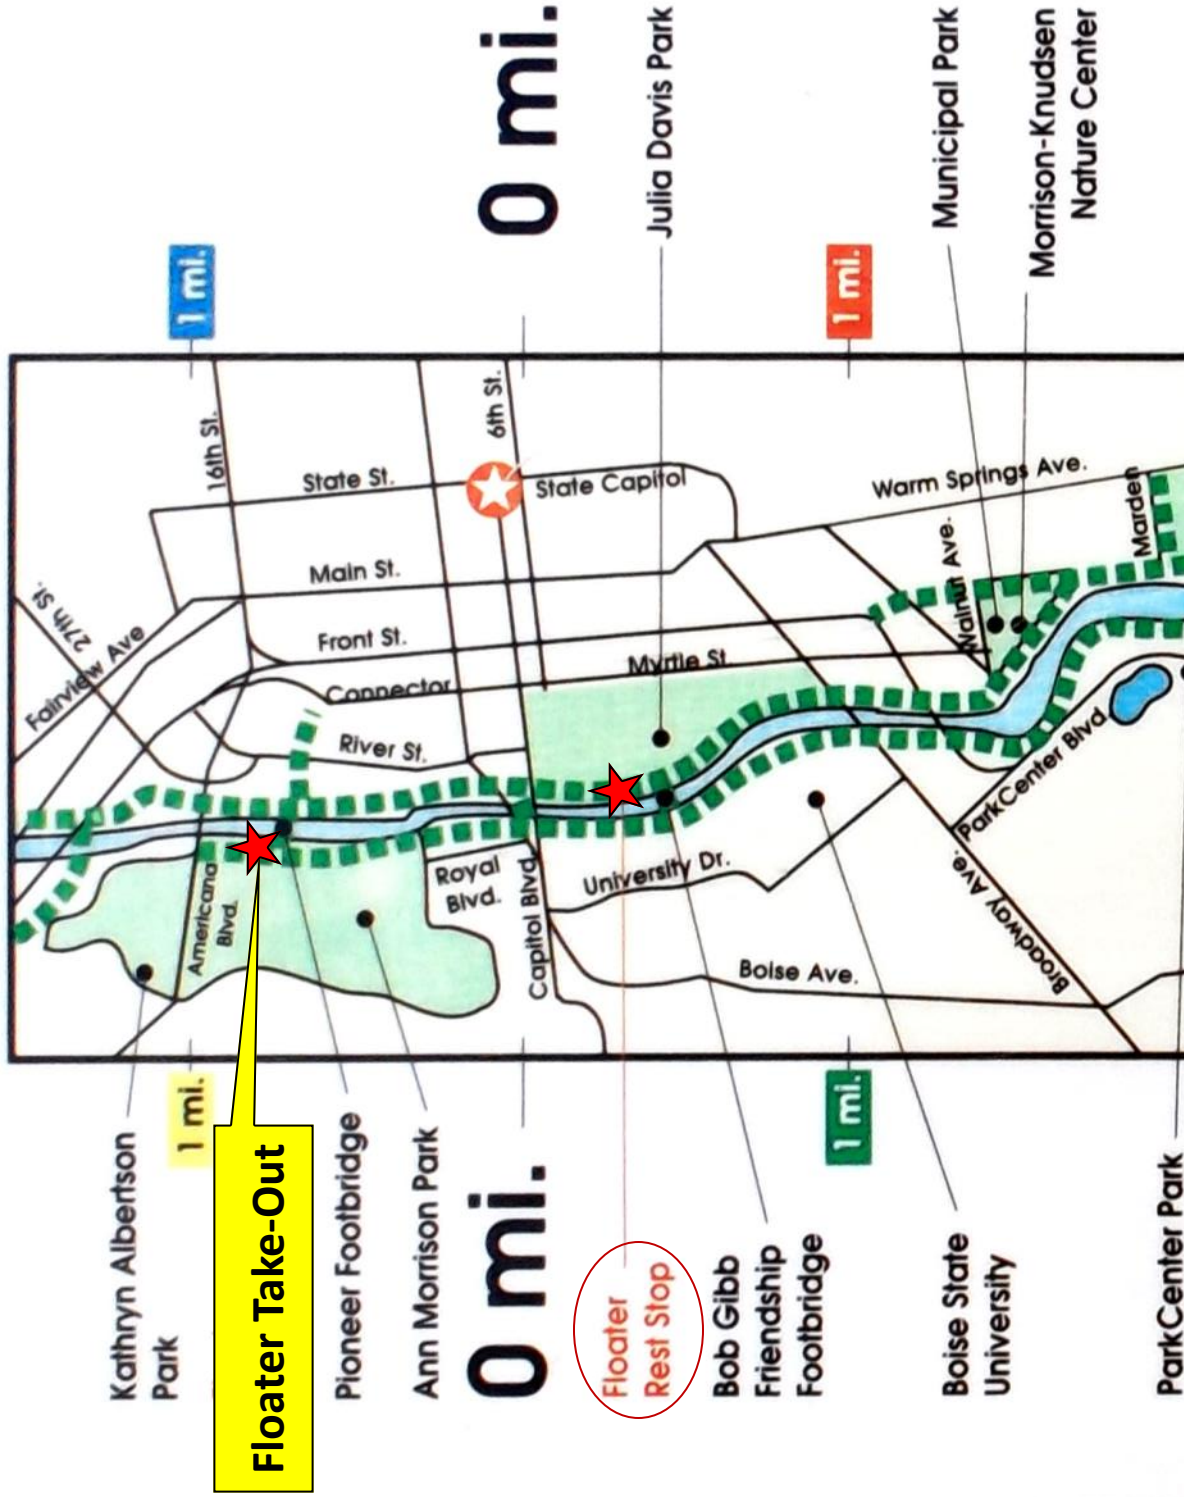 Kathryn Albertson
Park
1 mi.
Floater Take-Out
Pioneer Footbridge
Ann Morrison Park
0 mi.
Floater
Rest Stop
Bob Gibb
Friendship
Footbridge
1 mi.
Boise State
University
ParkCenter Park
27th St.
Fairview Ave
16th St.
State St.
Main St.
Front St.
Connector
River St.
Americana
Blvd.
Royal
Blvd.
Capitol Blvd.
6th St.
State Capitol
Myrtle St.
University Dr.
Boise Ave.
Broadway Ave.
ParkCenter Blvd.
Warm Springs Ave.
Walnut Ave.
Marden
1 mi.
0 mi.
Julia Davis Park
1 mi.
Municipal Park
Morrison-Knudsen
Nature Center